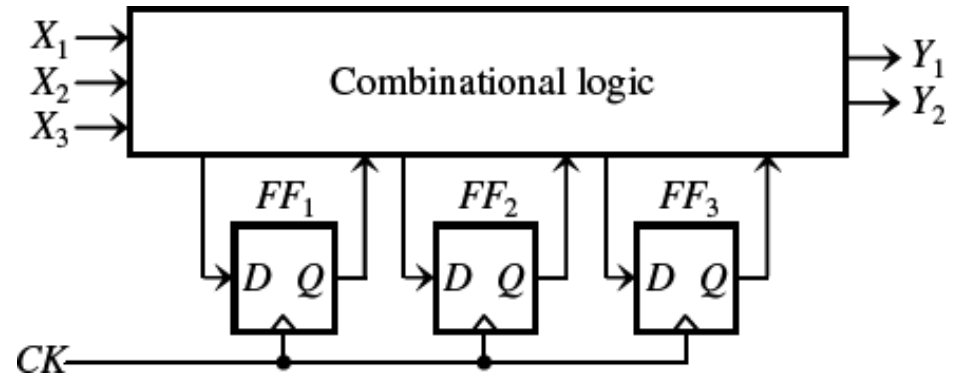 X₁
Y₁
Combinational logic
X₂
Y₂
X₃
FF₁ FF₂ FF₃
D Q D Q D Q
CK